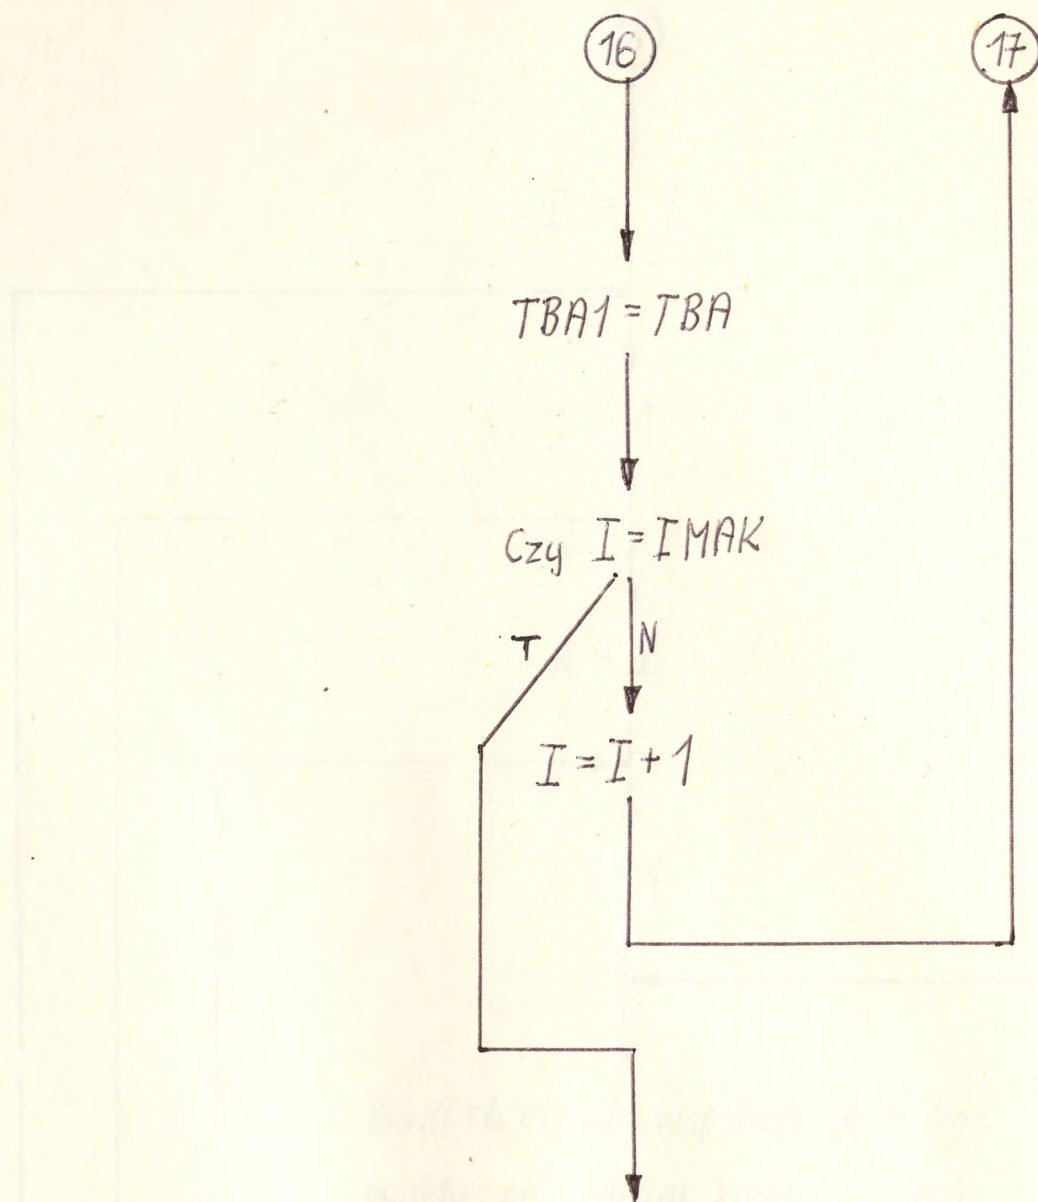 16 17
TBA1 = TBA
Czy I = IMAK
T N
I = I + 1